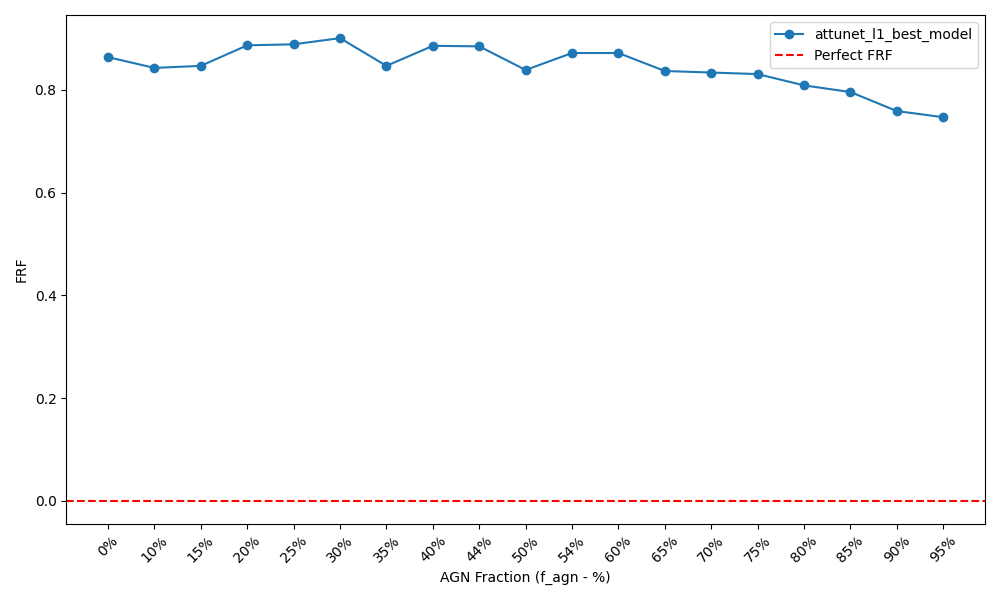 attunet_l1_best_model
Perfect FRF
FRF
0.8
0.6
0.4
0.2
0.0
0% 10% 15% 20% 25% 30% 35% 40% 44% 50% 54% 60% 65% 70% 75% 80% 85% 90% 95%
AGN Fraction (f_agn - %)